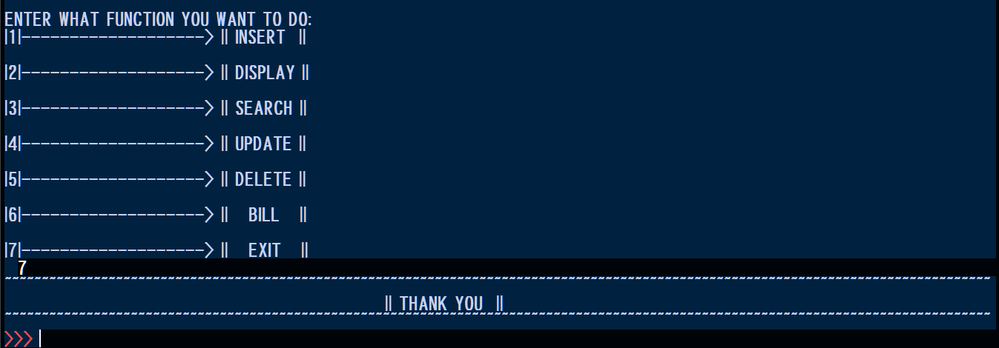 ENTER WHAT FUNCTION YOU WANT TO DO:
|1|-------------------> || INSERT  ||
|2|-------------------> || DISPLAY ||
|3|-------------------> || SEARCH ||
|4|-------------------> || UPDATE ||
|5|-------------------> || DELETE ||
|6|-------------------> ||   BILL   ||
|7|-------------------> ||   EXIT   ||
7
~~~~~~~~~~~~~~~~~~~~~~~~~~~~~~~~~~~~~~~~~~~~~~~~~~~~~~~~~~~~~~~~~~~~~~~~~~~~~~~~~~~~~~~~~~~~~~~~~~~~~~~
|| THANK YOU  ||
~~~~~~~~~~~~~~~~~~~~~~~~~~~~~~~~~~~~~~~~~~~~~~~~~~~~~~~~~~~~~~~~~~~~~~~~~~~~~~~~~~~~~~~~~~~~~~~~~~~~~~~
>>>